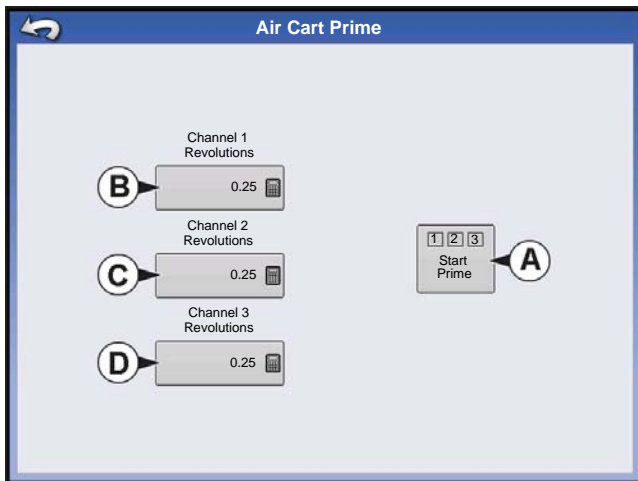 Air Cart Prime
Channel 1
Revolutions
B
0.25
Channel 2
Revolutions
C
0.25
Channel 3
Revolutions
D
0.25
1 2 3
Start
Prime
A